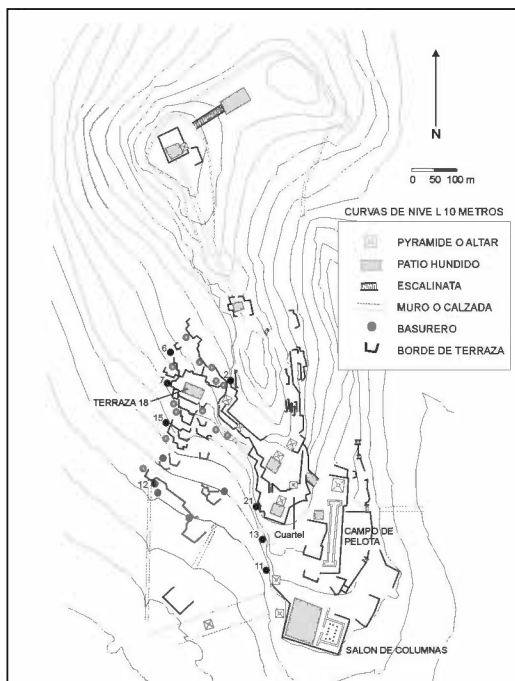 N
0 50 100 m
CURVAS DE NIVE L 10 METROS
PYRAMIDE O ALTAR
PATIO HUNDIDO
ESCALINATA
MURO O CALZADA
BASURERO
BORDE DE TERRAZA
6
2
7
TERRAZA 18
15
12
21
Cuartel
13
CAMPO DE
PELOTA
11
SALON DE COLUMNAS